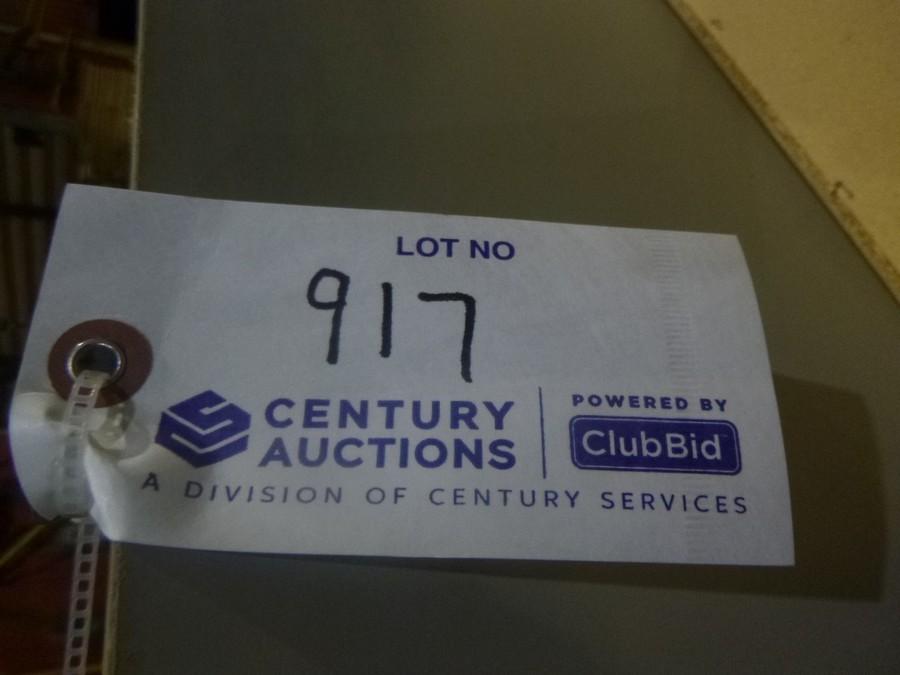 LOT NO
917
CENTURY
AUCTIONS
A DIVISION OF CENTURY SERVICES
POWERED BY
ClubBid